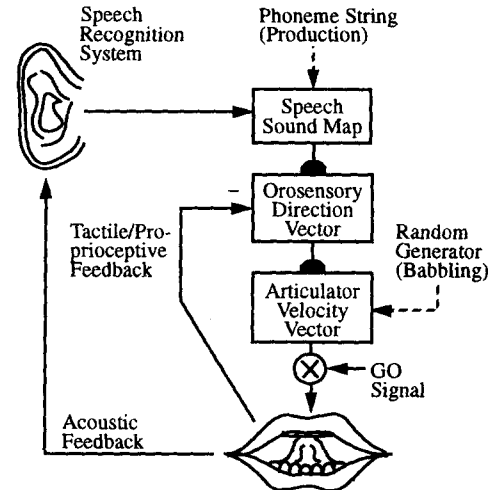 Speech
Recognition
System
Phoneme String
(Production)
Speech
Sound Map
–
Orosensory
Direction
Vector
Tactile/Pro-
prioceptive
Feedback
Random
Generator
(Babbling)
Articulator
Velocity
Vector
GO
Signal
Acoustic
Feedback